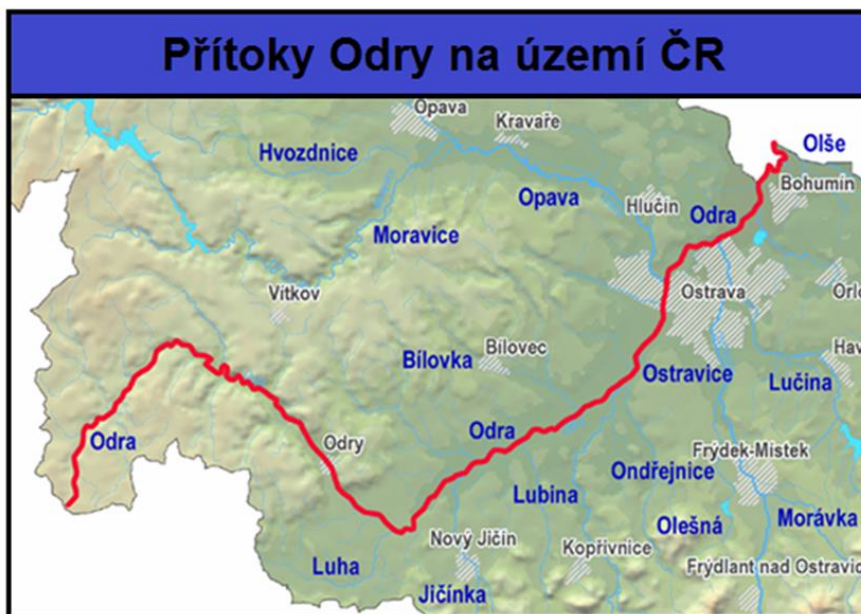 Přítoky Odry na území ČR
Opava
Kravaře
Olše
Hvozdnice
Bohumín
Opava
Hlučín
Odra
Moravice
Vítkov
Ostrava
Orlo
Bílovka
Bílovec
Ostravice
Hav
Lučina
Odra
Odra
Odry
Frýdek-Místek
Ondřejnice
Lubina
Olešná
Morávka
Nový Jičín
Kopřivnice
Luha
Frýdlant nad Ostravic
Jičínka